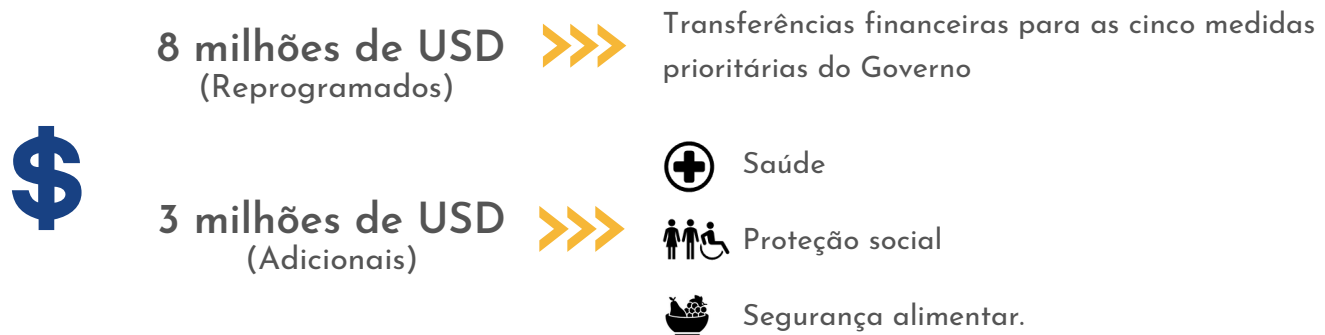 8 milhões de USD
(Reprogramados)
Transferências financeiras para as cinco medidas
prioritárias do Governo
$
3 milhões de USD
(Adicionais)
Saúde
Proteção social
Segurança alimentar.